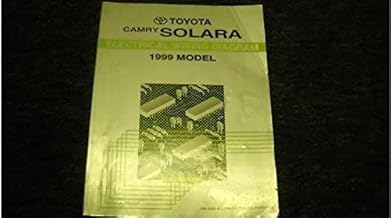 TOYOTA
CAMRY SOLARA
ELECTRICAL WIRING DIAGRAM
1999 MODEL